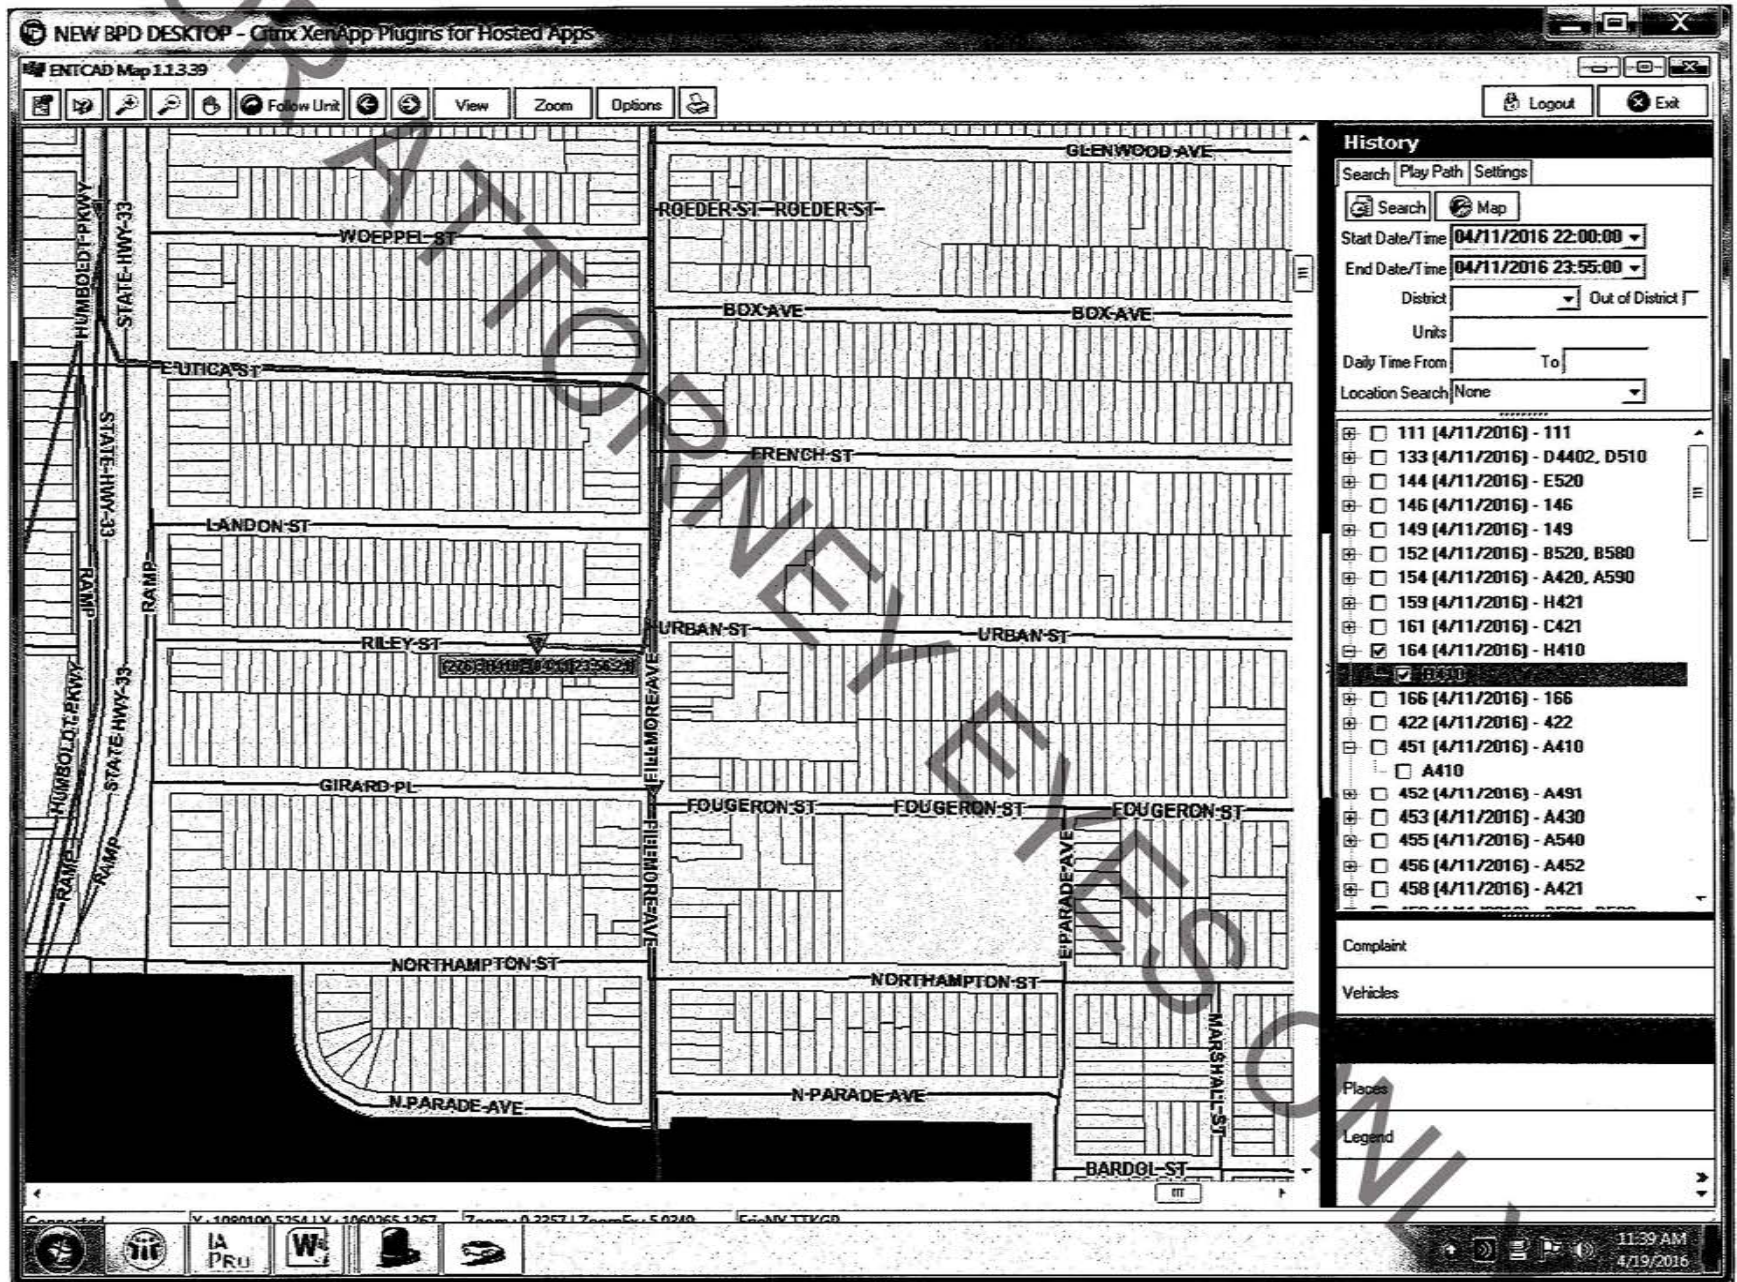 NEW BPD DESKTOP - Citrix XenApp Plugins for Hosted Apps
ENTCAD Map 1.1.3.39
Follow Unit View Zoom Options Logout Exit
ATTORNEY EYES ONLY
GLENWOOD AVE
ROEDER-ST ROEDER-ST
WOEPPEL-ST
HUMBOLDT-PKWY
STATE-HWY-33
BOX-AVE BOX-AVE
E-UTICA-ST
STATE-HWY-33
FRENCH-ST
LANDON-ST
RAMP
RAMP
URBAN-ST URBAN-ST
RILEY-ST
FILLMORE-AVE
HUMBOLDT-PKWY
STATE-HWY-33
GIRARD-PL
FOUGERON-ST FOUGERON-ST FOUGERON-ST
RAMP
RAMP
FILLMORE-AVE
E-PARADE-AVE
NORTHAMPTON-ST
NORTHAMPTON-ST
MARSHALL-ST
N-PARADE-AVE
N-PARADE-AVE
BARDOL-ST
History
Search Play Path Settings
Search Map
Start Date/Time 04/11/2016 22:00:00
End Date/Time 04/11/2016 23:55:00
District Out of District
Units
Daily Time From To
Location Search None
111 (4/11/2016) - 111
133 (4/11/2016) - D4402, D510
144 (4/11/2016) - E520
146 (4/11/2016) - 146
149 (4/11/2016) - 149
152 (4/11/2016) - B520, B580
154 (4/11/2016) - A420, A590
159 (4/11/2016) - H421
161 (4/11/2016) - C421
164 (4/11/2016) - H410
H410
166 (4/11/2016) - 166
422 (4/11/2016) - 422
451 (4/11/2016) - A410
A410
452 (4/11/2016) - A491
453 (4/11/2016) - A430
455 (4/11/2016) - A540
456 (4/11/2016) - A452
458 (4/11/2016) - A421
Complaint
Vehicles
Places
Legend
Connected
IA
PRO
11:39 AM
4/19/2016